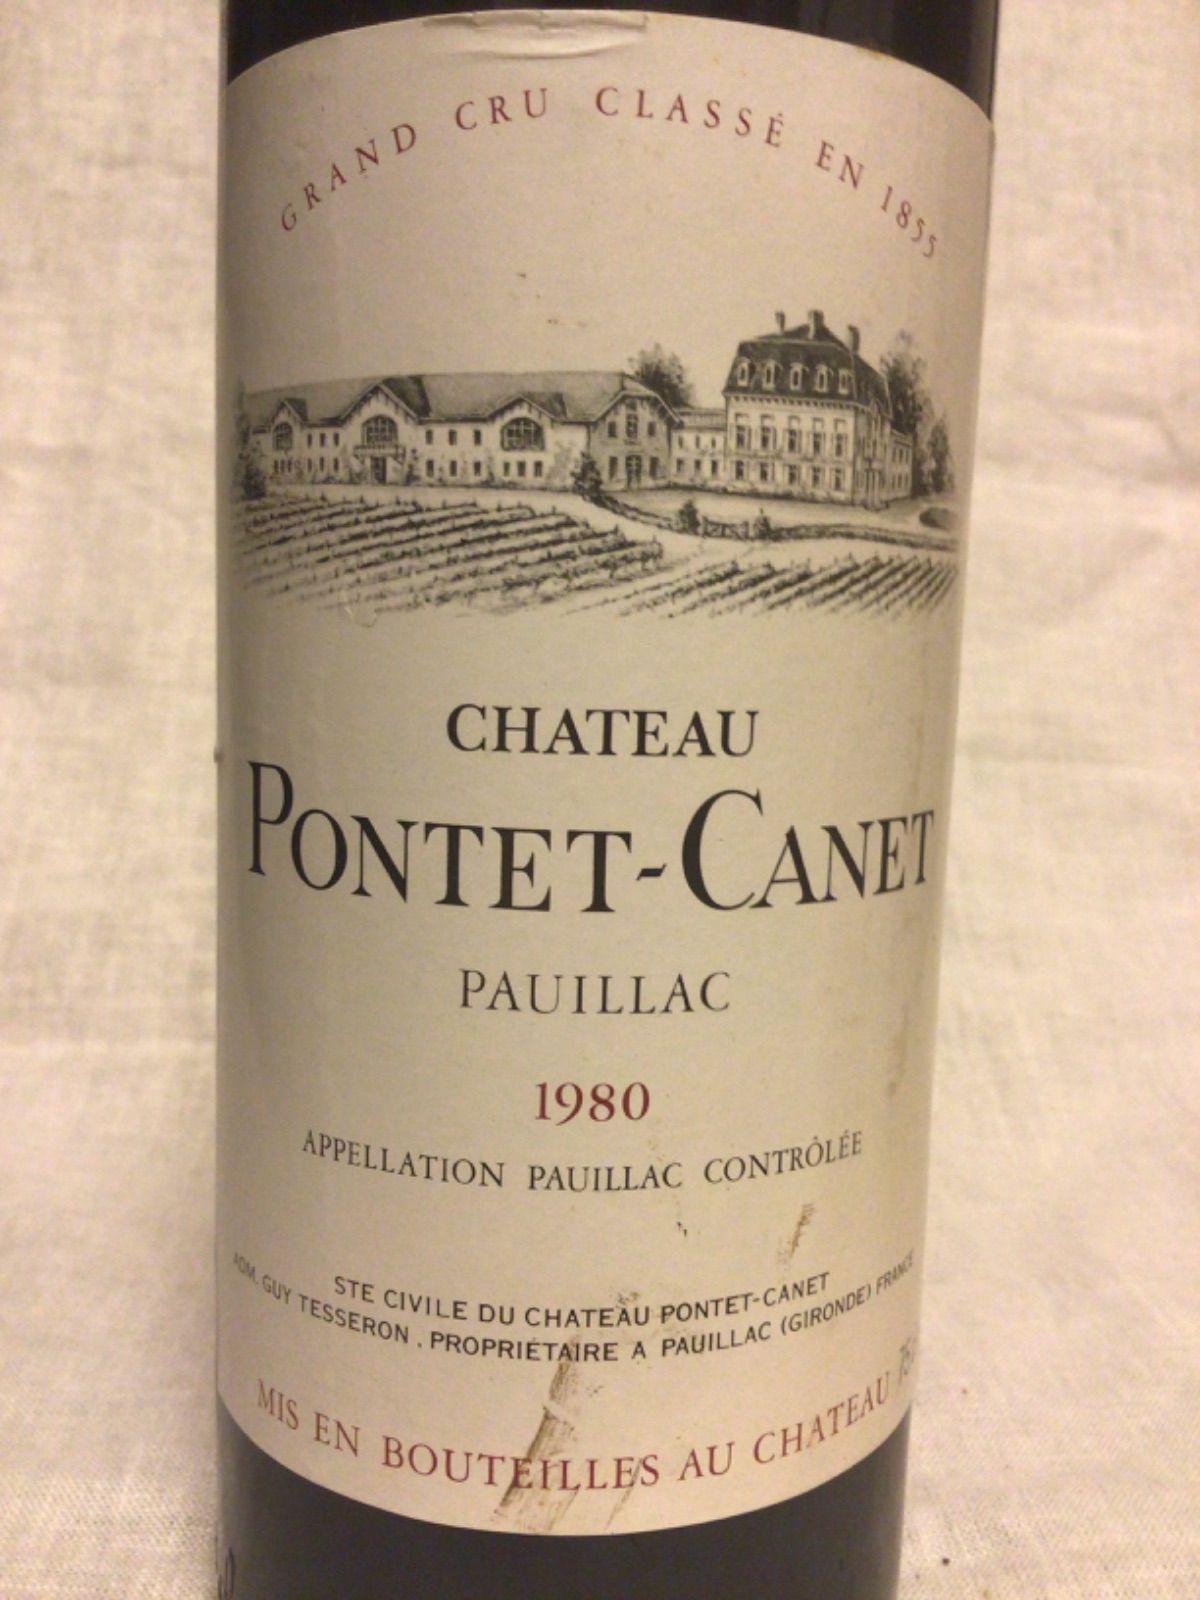 GRAND CRU CLASSÉ EN 1855
CHATEAU
PONTET-CANET
PAUILLAC
1980
APPELLATION PAUILLAC CONTRÔLÉE
STE CIVILE DU CHATEAU PONTET-CANET
ADM. GUY TESSERON . PROPRIÉTAIRE A PAUILLAC (GIRONDE) FRANCE
MIS EN BOUTEILLES AU CHATEAU